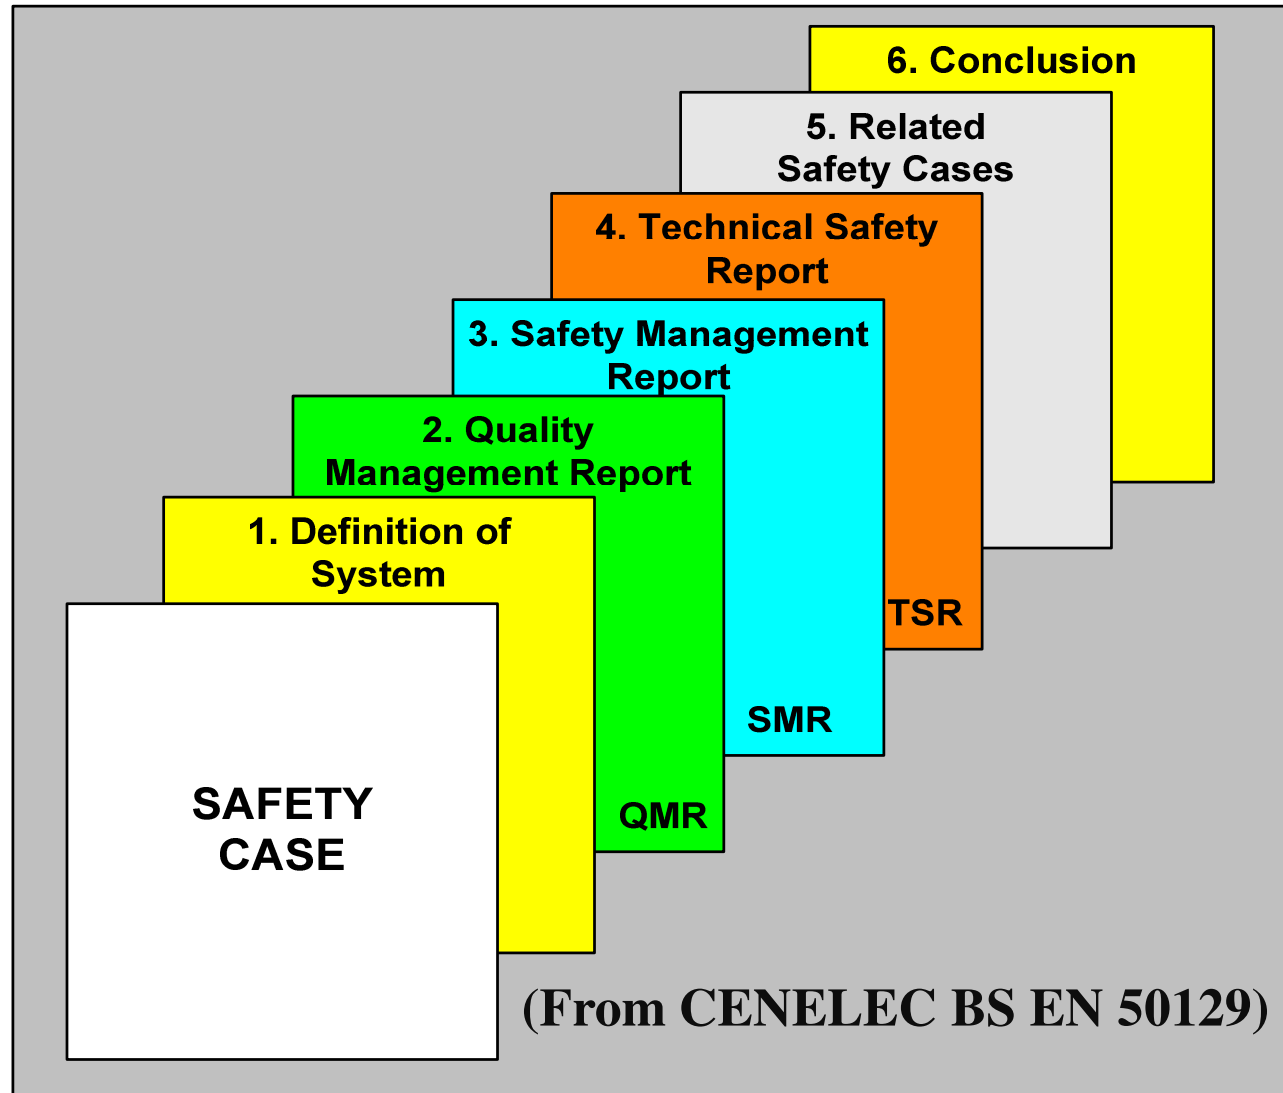 6. Conclusion
5. Related
Safety Cases
4. Technical Safety
Report
3. Safety Management
Report
2. Quality
Management Report
1. Definition of
System
TSR
SMR
SAFETY
CASE
QMR
(From CENELEC BS EN 50129)